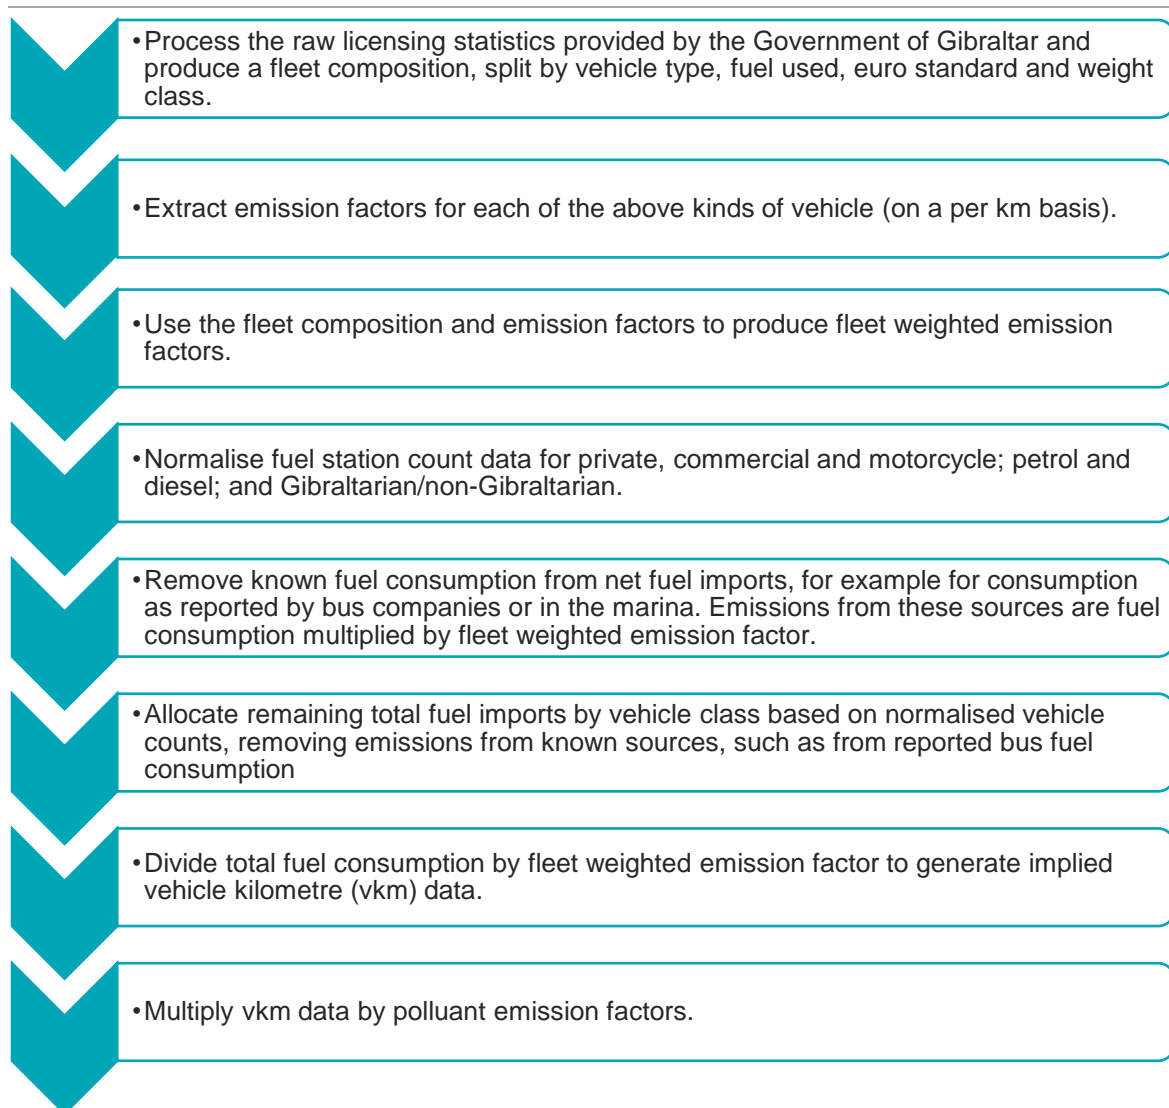 •Process the raw licensing statistics provided by the Government of Gibraltar and
produce a fleet composition, split by vehicle type, fuel used, euro standard and weight
class.
•Extract emission factors for each of the above kinds of vehicle (on a per km basis).
•Use the fleet composition and emission factors to produce fleet weighted emission
factors.
•Normalise fuel station count data for private, commercial and motorcycle; petrol and
diesel; and Gibraltarian/non-Gibraltarian.
•Remove known fuel consumption from net fuel imports, for example for consumption
as reported by bus companies or in the marina. Emissions from these sources are fuel
consumption multiplied by fleet weighted emission factor.
•Allocate remaining total fuel imports by vehicle class based on normalised vehicle
counts, removing emissions from known sources, such as from reported bus fuel
consumption
•Divide total fuel consumption by fleet weighted emission factor to generate implied
vehicle kilometre (vkm) data.
•Multiply vkm data by polluant emission factors.